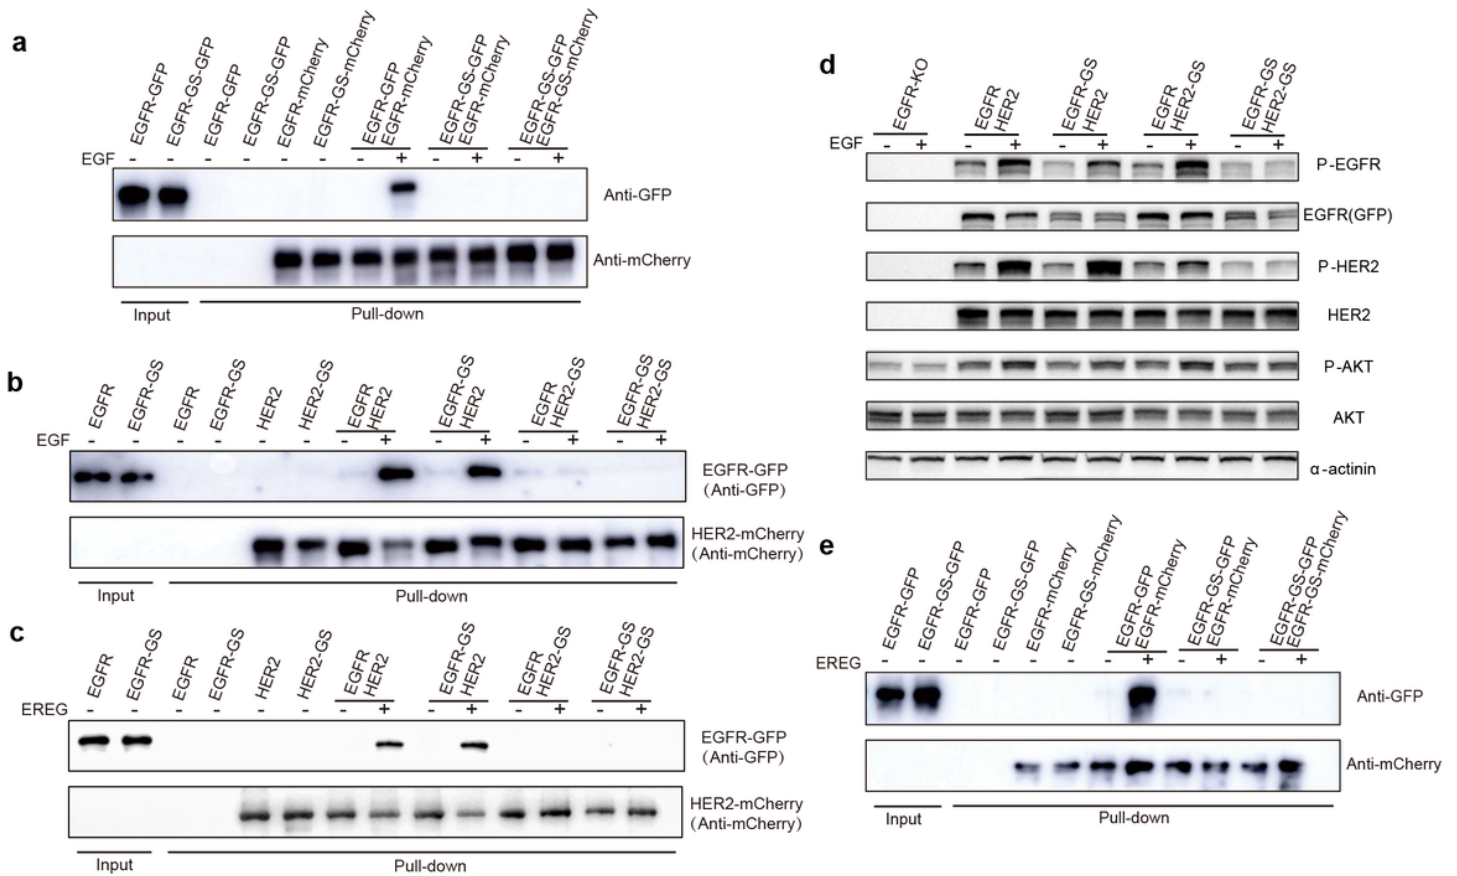 a
EGFR-GFP
EGFR-GS-GFP
EGFR-GFP
EGFR-GS-GFP
EGFR-mCherry
EGFR-GS-mCherry
EGFR-GFP
EGFR-mCherry
EGFR-GS-GFP
EGFR-mCherry
EGFR-GS-GFP
EGFR-GS-mCherry
EGF - - - - - - - + - + - +
Anti-GFP
Anti-mCherry
Input Pull-down
b
EGFR
EGFR-GS
EGFR
EGFR-GS
HER2
HER2-GS
EGFR
HER2
EGFR-GS
HER2
EGFR
HER2-GS
EGFR-GS
HER2-GS
EGF - - - - - - - + - + - + - +
EGFR-GFP
(Anti-GFP)
HER2-mCherry
(Anti-mCherry)
Input Pull-down
c
EGFR
EGFR-GS
EGFR
EGFR-GS
HER2
HER2-GS
EGFR
HER2
EGFR-GS
HER2
EGFR
HER2-GS
EGFR-GS
HER2-GS
EREG - - - - - - - + - + - + - +
EGFR-GFP
(Anti-GFP)
HER2-mCherry
(Anti-mCherry)
Input Pull-down
d
EGFR-KO
EGFR
HER2
EGFR-GS
HER2
EGFR
HER2-GS
EGFR-GS
HER2-GS
EGF - + - + - + - + - +
P-EGFR
EGFR(GFP)
P-HER2
HER2
P-AKT
AKT
α-actinin
e
EGFR-GFP
EGFR-GS-GFP
EGFR-GFP
EGFR-GS-GFP
EGFR-mCherry
EGFR-GS-mCherry
EGFR-GFP
EGFR-mCherry
EGFR-GS-GFP
EGFR-mCherry
EGFR-GS-GFP
EGFR-GS-mCherry
EREG - - - - - - - + - + - +
Anti-GFP
Anti-mCherry
Input Pull-down